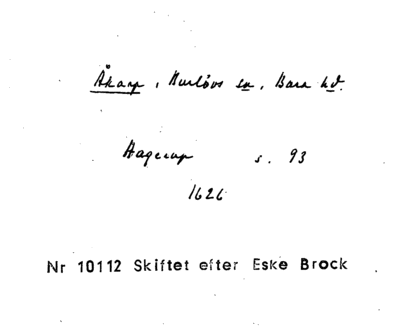 Åkarp, Burlövs sn, Bara hd.
Hagerup s. 93
1626
Nr 10112 Skiftet efter Eske Brock